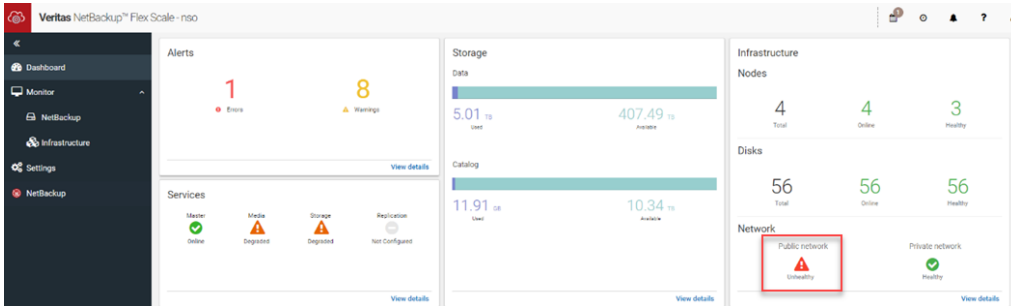 Veritas NetBackup™ Flex Scale - nso
1
?
«
Dashboard
Monitor
NetBackup
Infrastructure
Settings
NetBackup
Alerts
1
Errors
8
Warnings
View details
Services
Master
Online
Media
Degraded
Storage
Degraded
Replication
Not Configured
View details
Storage
Data
5.01 TB
Used
407.49 TB
Available
Catalog
11.91 GB
Used
10.34 TB
Available
View details
Infrastructure
Nodes
4
Total
4
Online
3
Healthy
Disks
56
Total
56
Online
56
Healthy
Network
Public network
Unhealthy
Private network
Healthy
View details